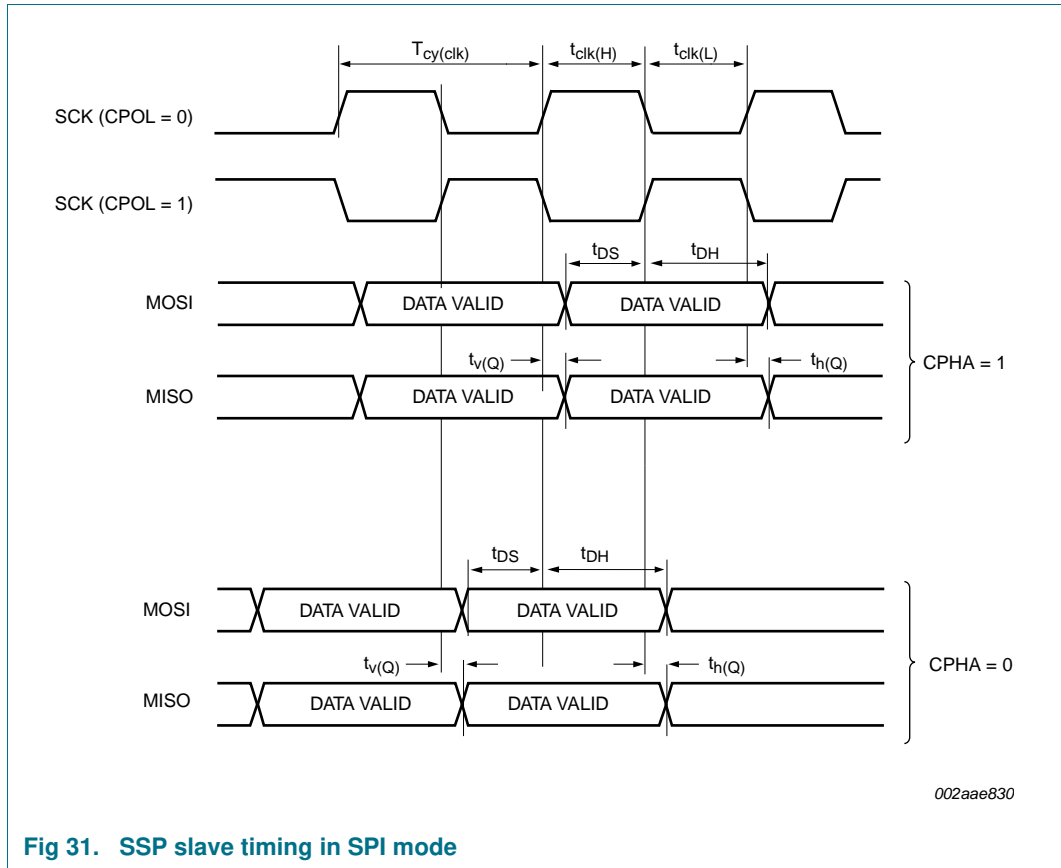 Tcy(clk) tclk(H) tclk(L)
SCK (CPOL = 0)
SCK (CPOL = 1)
tDS tDH
MOSI DATA VALID DATA VALID
tv(Q) th(Q)
CPHA = 1
MISO DATA VALID DATA VALID
tDS tDH
MOSI DATA VALID DATA VALID
tv(Q) th(Q)
CPHA = 0
MISO DATA VALID DATA VALID
002aae830
Fig 31. SSP slave timing in SPI mode